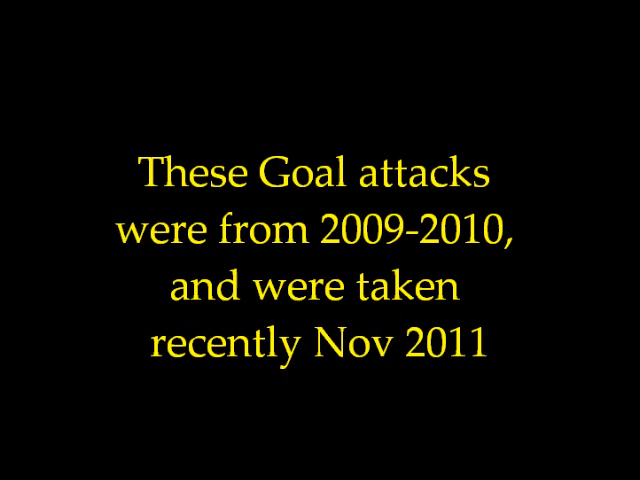 These Goal attacks
were from 2009-2010,
and were taken
recently Nov 2011